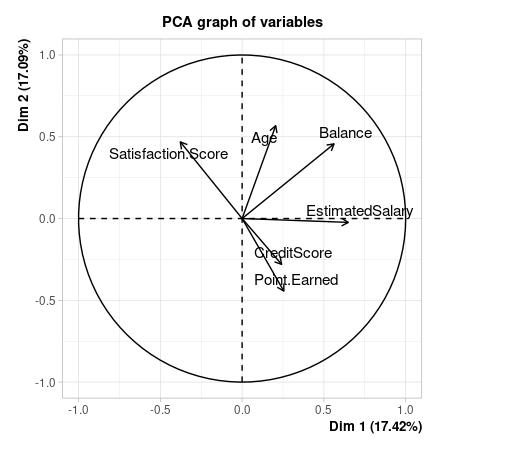 PCA graph of variables
Dim 2 (17.09%)
1.0
0.5
0.0
-0.5
-1.0
Age
Balance
Satisfaction.Score
EstimatedSalary
CreditScore
Point.Earned
-1.0
-0.5
0.0
0.5
1.0
Dim 1 (17.42%)